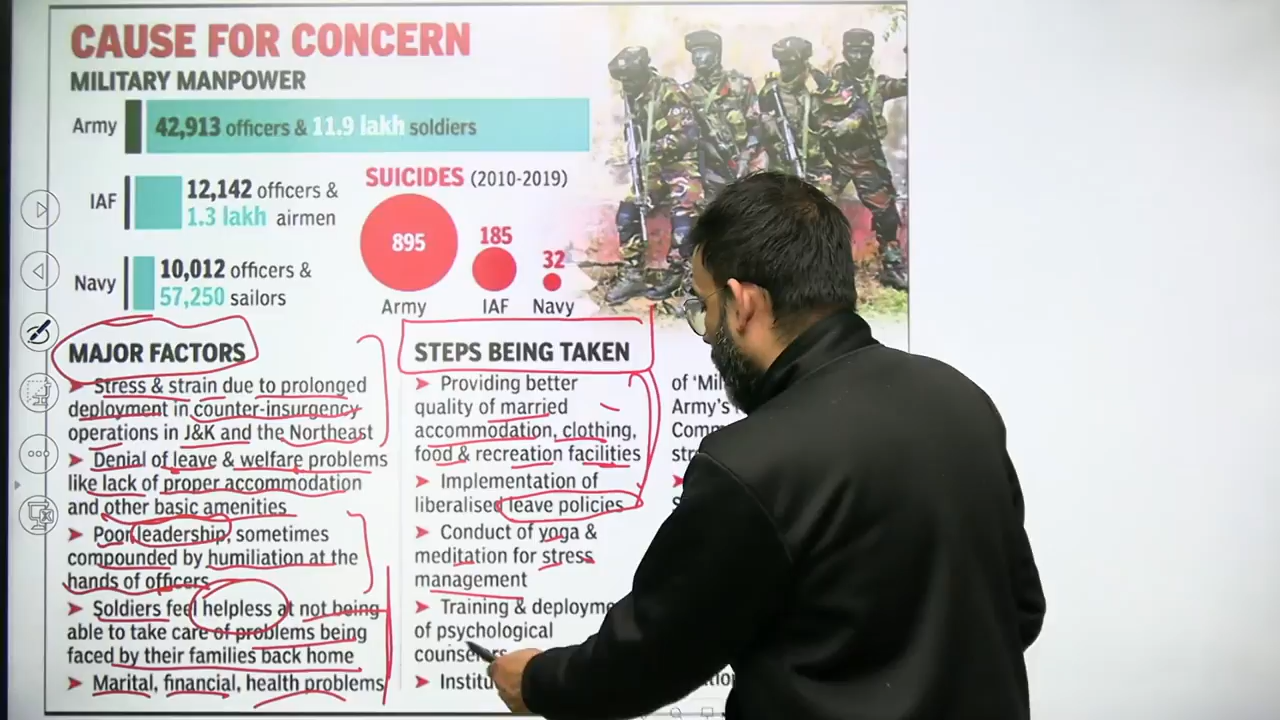 CAUSE FOR CONCERN
MILITARY MANPOWER
Army
42,913 officers & 11.9 lakh soldiers
IAF
12,142 officers &
1.3 lakh airmen
Navy
10,012 officers &
57,250 sailors
SUICIDES (2010-2019)
895
185
32
Army
IAF
Navy
MAJOR FACTORS
➤ Stress & strain due to prolonged
deployment in counter-insurgency
operations in J&K and the Northeast
➤ Denial of leave & welfare problems
like lack of proper accommodation
and other basic amenities
➤ Poor leadership, sometimes
compounded by humiliation at the
hands of officers
➤ Soldiers feel helpless at not being
able to take care of problems being
faced by their families back home
➤ Marital, financial, health problems
STEPS BEING TAKEN
➤ Providing better
quality of married
accommodation, clothing,
food & recreation facilities
➤ Implementation of
liberalised leave policies
➤ Conduct of yoga &
meditation for stress
management
➤ Training &
of psychological
counselors
➤
of
Army's